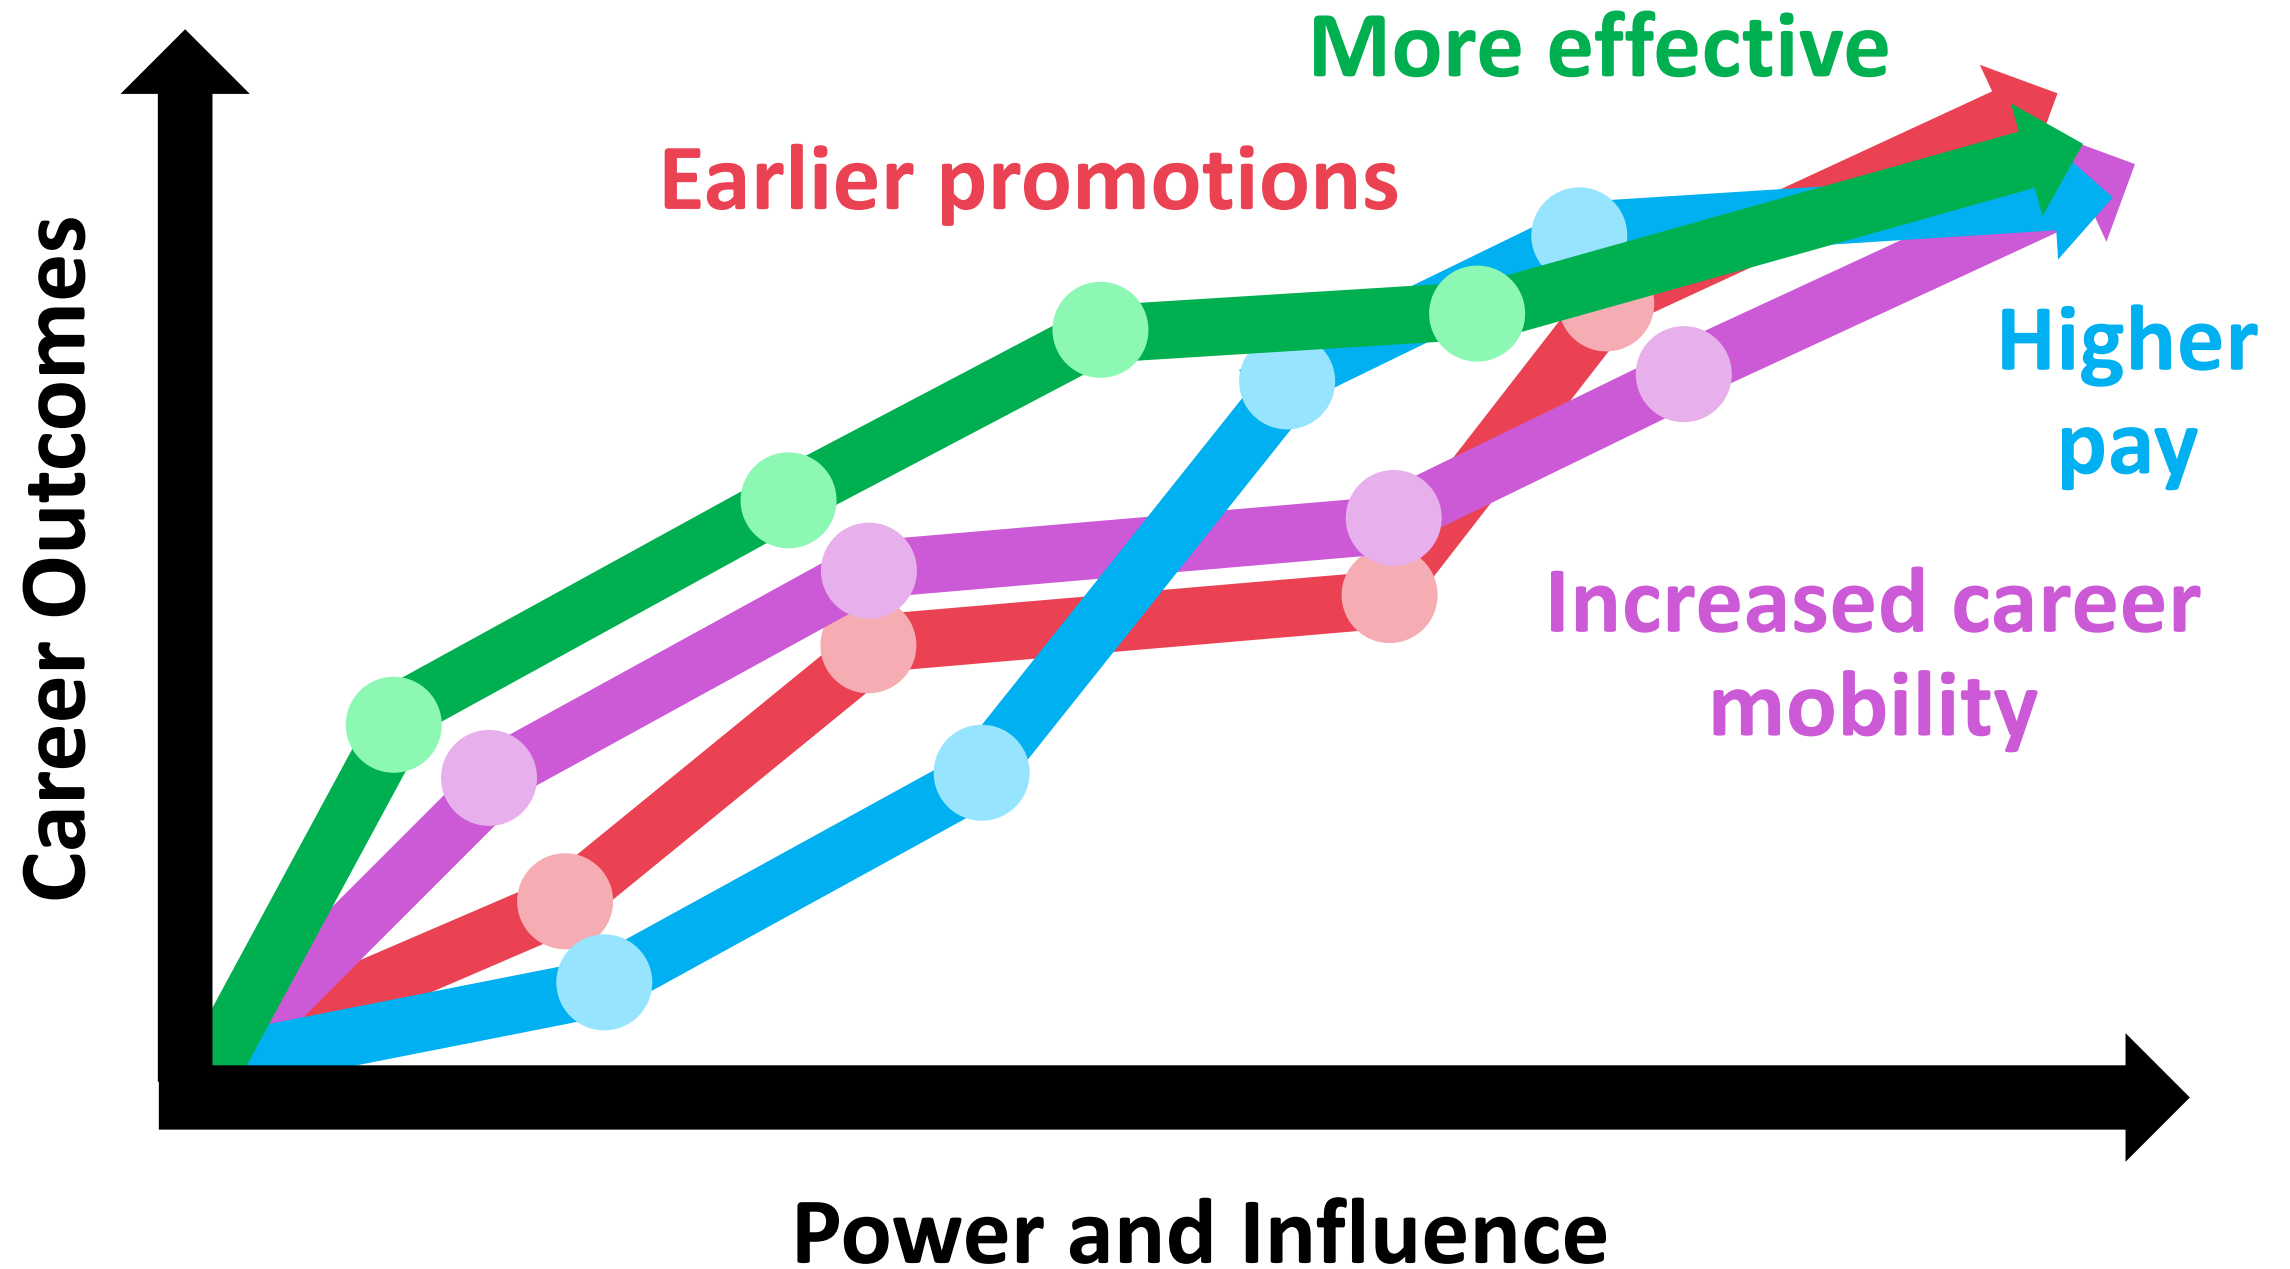 More effective
Earlier promotions
Career Outcomes
Higher
pay
Increased career
mobility
Power and Influence